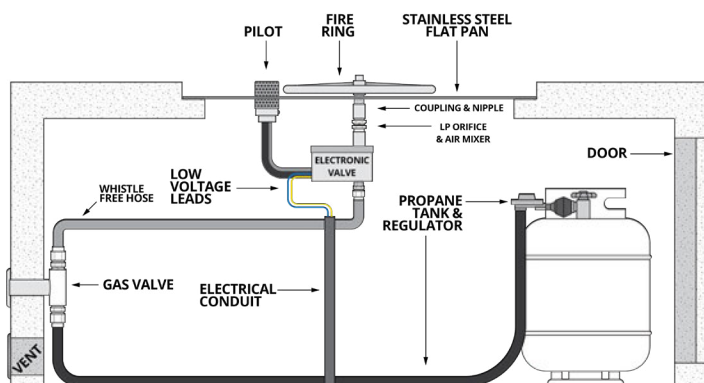 PILOT
FIRE
RING
STAINLESS STEEL
FLAT PAN
COUPLING & NIPPLE
LP ORIFICE
& AIR MIXER
ELECTRONIC
VALVE
DOOR
LOW
VOLTAGE
LEADS
WHISTLE
FREE HOSE
PROPANE
TANK &
REGULATOR
GAS VALVE
ELECTRICAL
CONDUIT
VENT